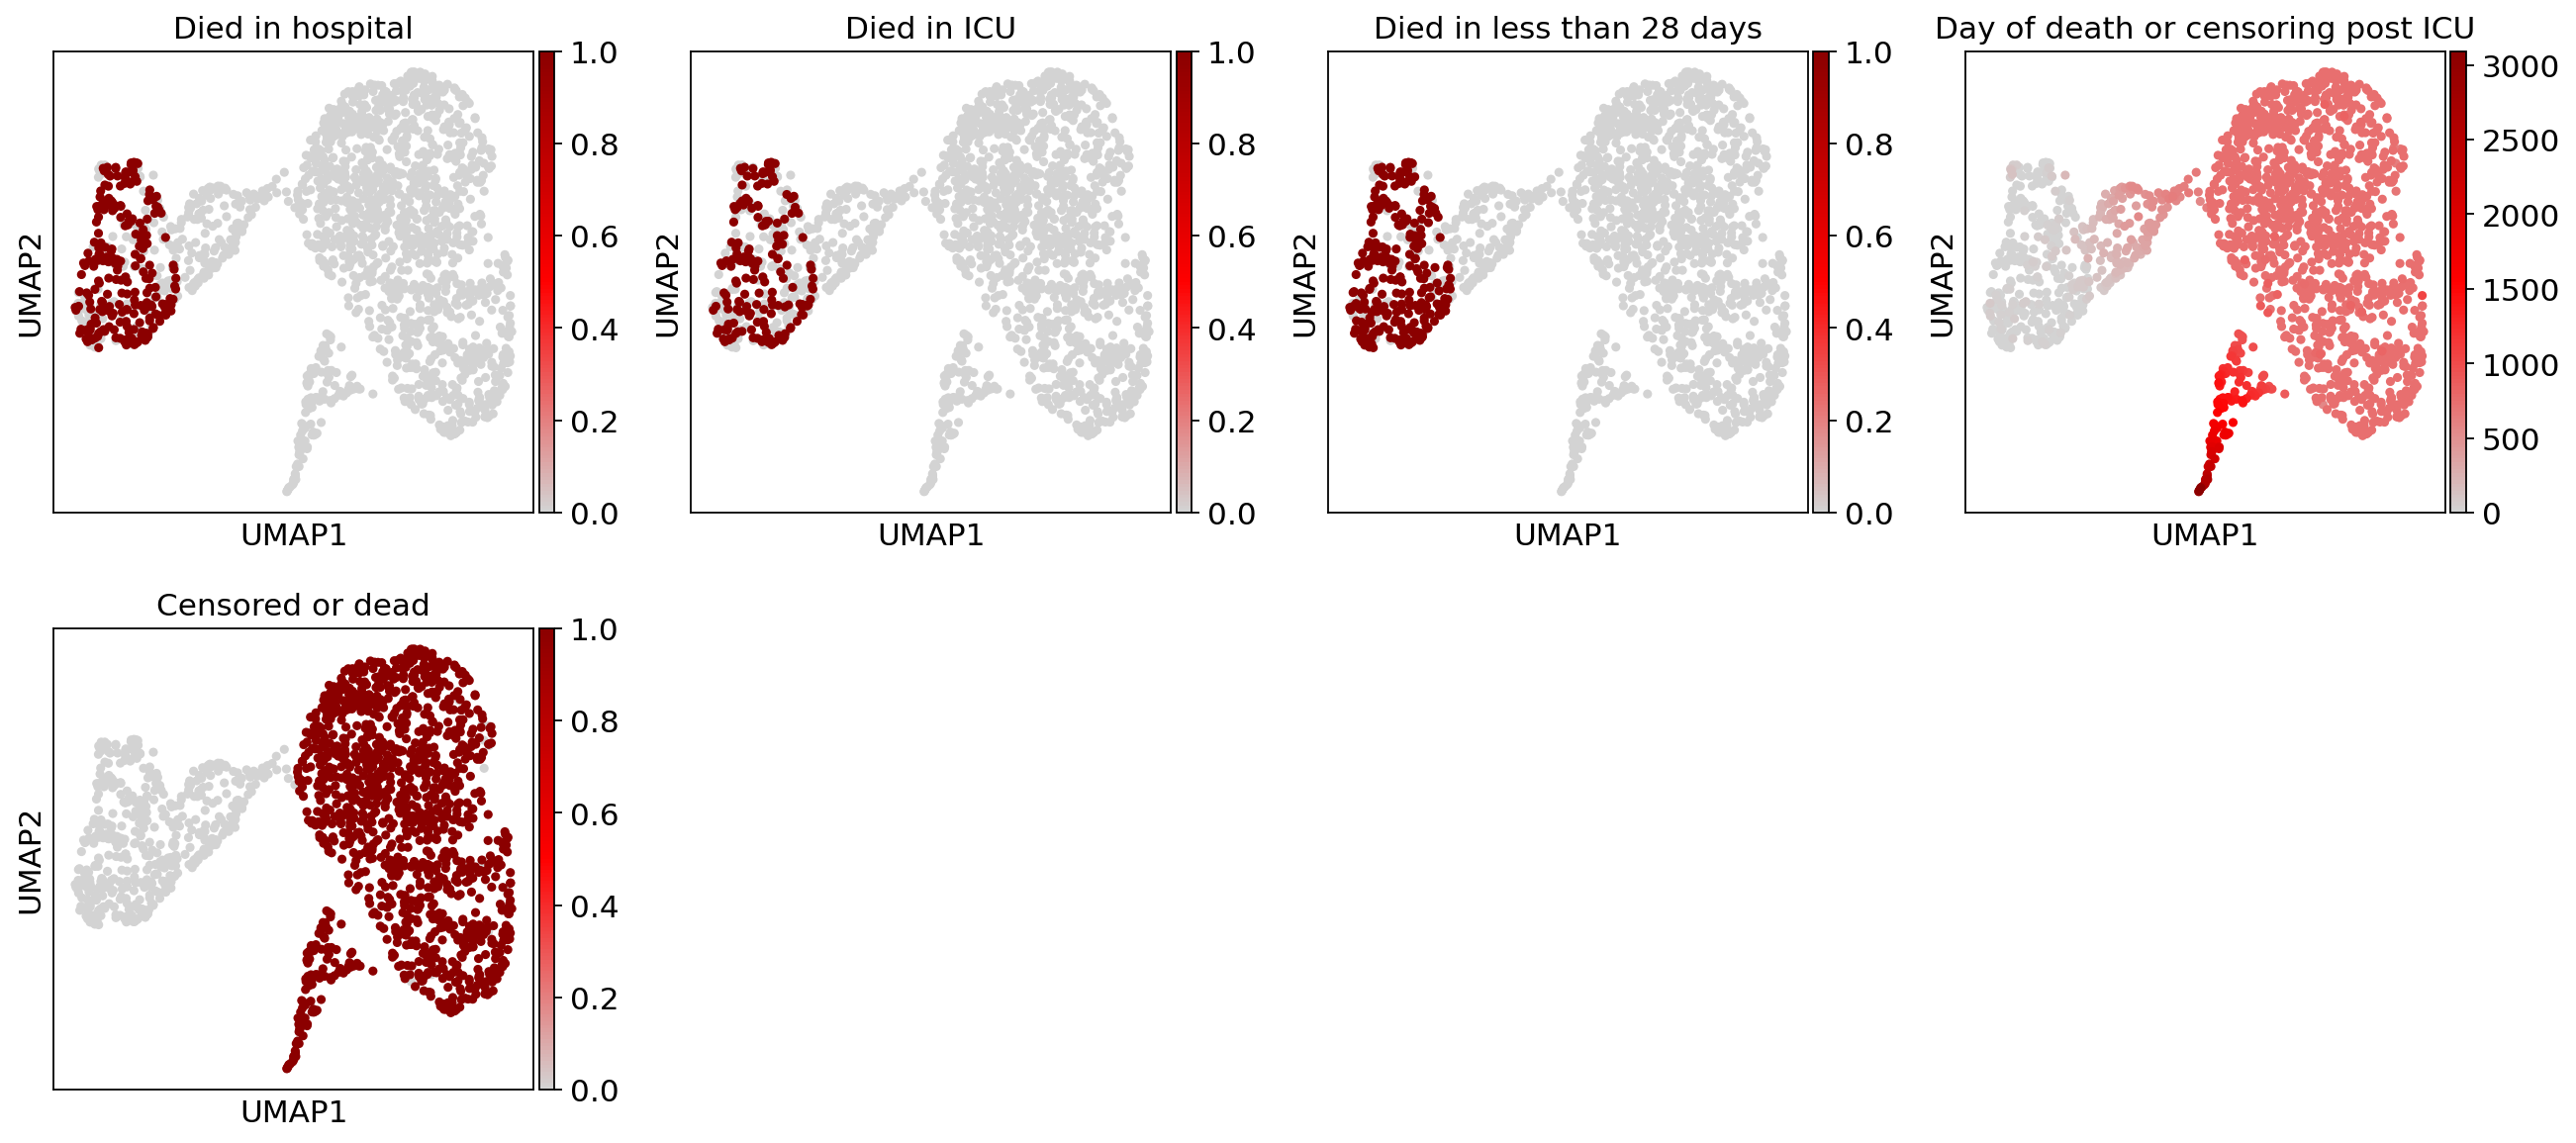 Died in hospital
Died in ICU
Died in less than 28 days
Day of death or censoring post ICU
1.0
0.8
0.6
0.4
0.2
0.0
1.0
0.8
0.6
0.4
0.2
0.0
1.0
0.8
0.6
0.4
0.2
0.0
3000
2500
2000
1500
1000
500
0
UMAP2
UMAP2
UMAP2
UMAP2
UMAP1
UMAP1
UMAP1
UMAP1
Censored or dead
1.0
0.8
0.6
0.4
0.2
0.0
UMAP2
UMAP1